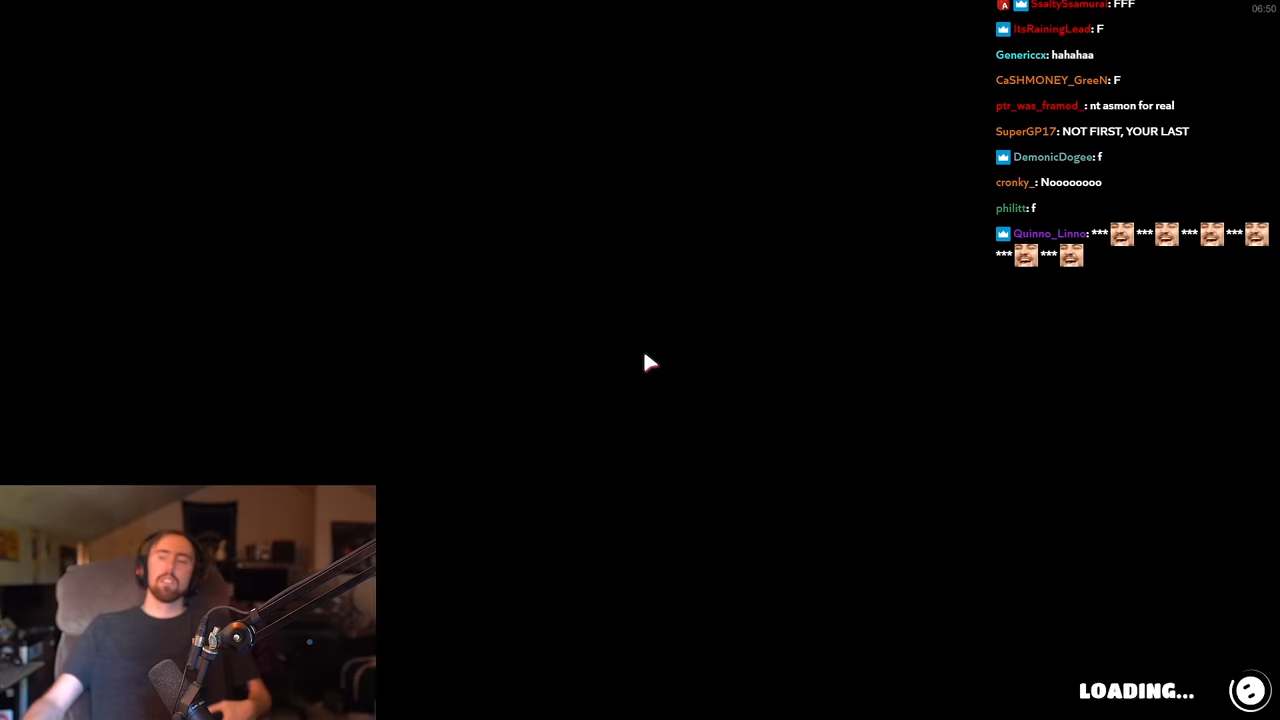 SsaltySsamurai: FFF
06:50
ItsRainingLead: F
Genericcx: hahahaa
CaSHMONEY_GreeN: F
ptr_was_framed_: nt asmon for real
SuperGP17: NOT FIRST, YOUR LAST
DemonicDogee: f
cronky_: Noooooooo
philitt: f
Quinno_Linno: *** *** *** ***
*** ***
LOADING...